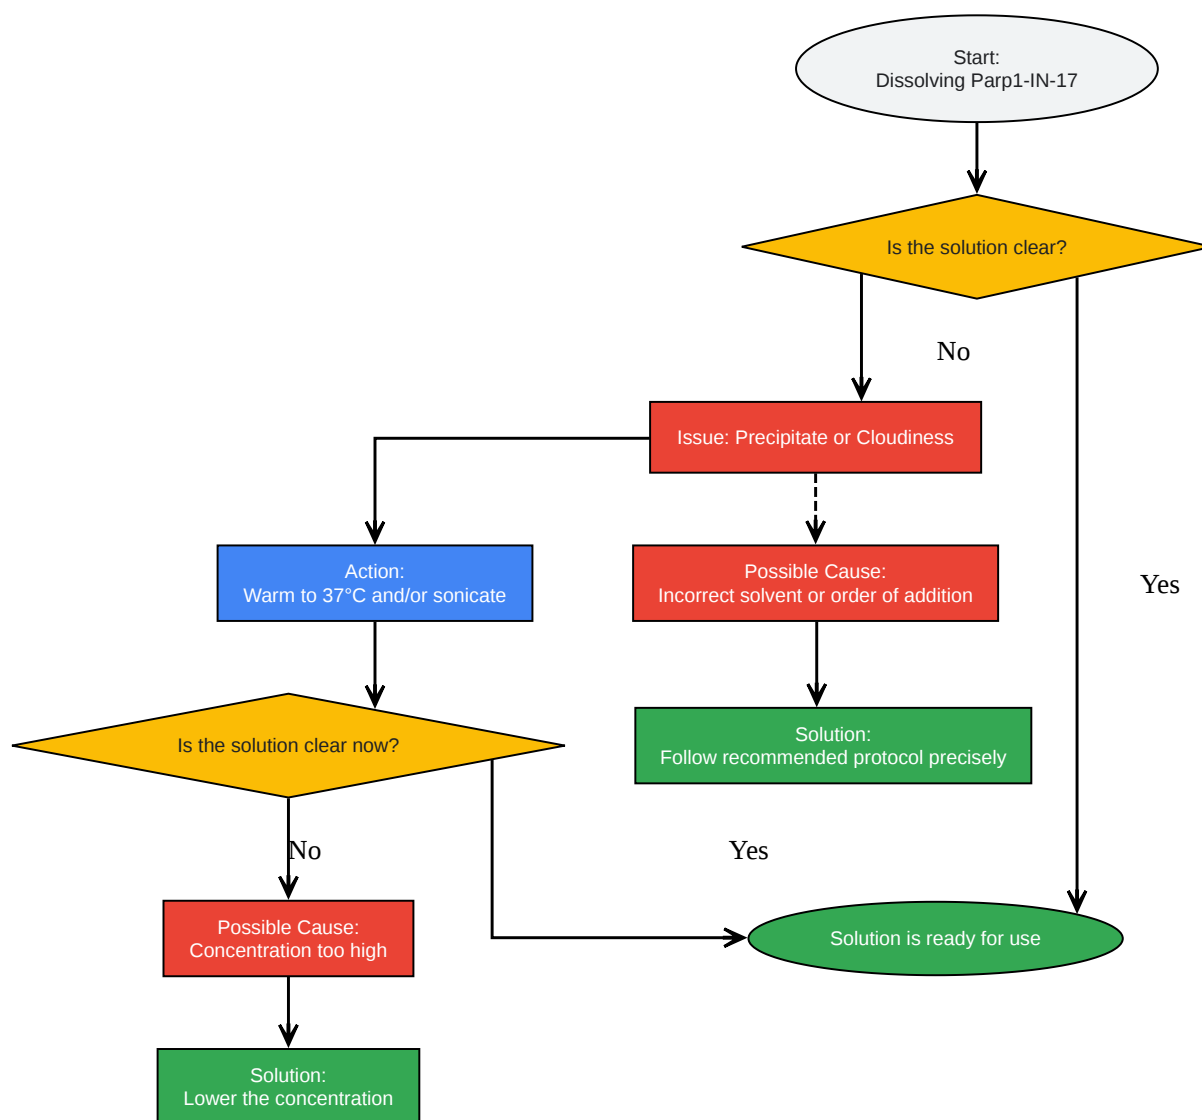 Start:
Dissolving Parp1-IN-17
Is the solution clear?
No
Issue: Precipitate or Cloudiness
Action:
Warm to 37°C and/or sonicate
Possible Cause:
Incorrect solvent or order of addition
Yes
Solution:
Follow recommended protocol precisely
Is the solution clear now?
No
Yes
Possible Cause:
Concentration too high
Solution is ready for use
Solution:
Lower the concentration